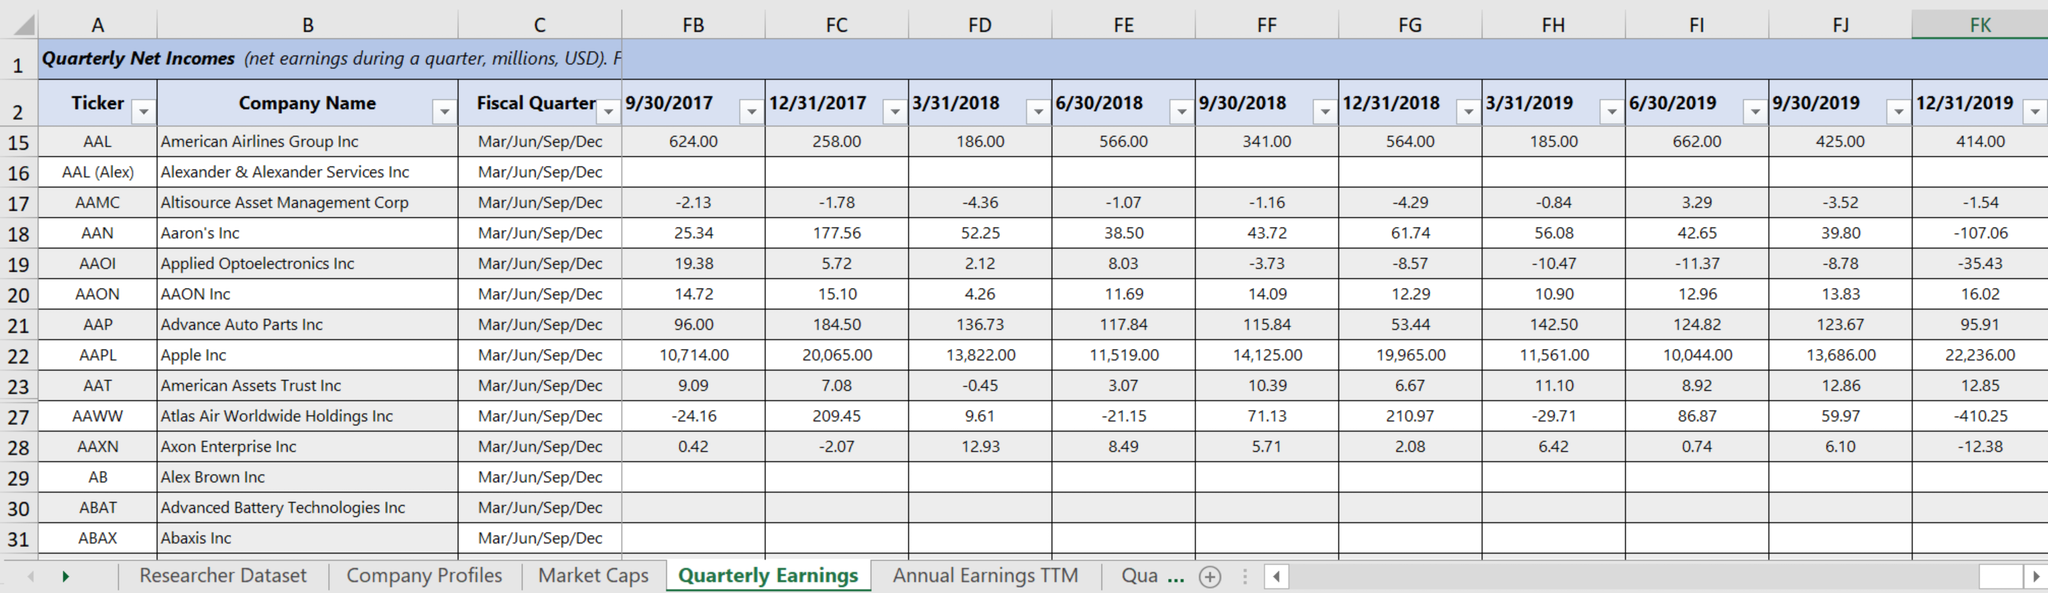 A B C FB FC FD FE FF FG FH FI FJ FK
1 Quarterly Net Incomes (net earnings during a quarter, millions, USD). F
2 Ticker Company Name Fiscal Quarter 9/30/2017 12/31/2017 3/31/2018 6/30/2018 9/30/2018 12/31/2018 3/31/2019 6/30/2019 9/30/2019 12/31/2019
15 AAL American Airlines Group Inc Mar/Jun/Sep/Dec 624.00 258.00 186.00 566.00 341.00 564.00 185.00 662.00 425.00 414.00
16 AAL (Alex) Alexander & Alexander Services Inc Mar/Jun/Sep/Dec
17 AAMC Altisource Asset Management Corp Mar/Jun/Sep/Dec -2.13 -1.78 -4.36 -1.07 -1.16 -4.29 -0.84 3.29 -3.52 -1.54
18 AAN Aaron's Inc Mar/Jun/Sep/Dec 25.34 177.56 52.25 38.50 43.72 61.74 56.08 42.65 39.80 -107.06
19 AAOI Applied Optoelectronics Inc Mar/Jun/Sep/Dec 19.38 5.72 2.12 8.03 -3.73 -8.57 -10.47 -11.37 -8.78 -35.43
20 AAON AAON Inc Mar/Jun/Sep/Dec 14.72 15.10 4.26 11.69 14.09 12.29 10.90 12.96 13.83 16.02
21 AAP Advance Auto Parts Inc Mar/Jun/Sep/Dec 96.00 184.50 136.73 117.84 115.84 53.44 142.50 124.82 123.67 95.91
22 AAPL Apple Inc Mar/Jun/Sep/Dec 10,714.00 20,065.00 13,822.00 11,519.00 14,125.00 19,965.00 11,561.00 10,044.00 13,686.00 22,236.00
23 AAT American Assets Trust Inc Mar/Jun/Sep/Dec 9.09 7.08 -0.45 3.07 10.39 6.67 11.10 8.92 12.86 12.85
27 AAWW Atlas Air Worldwide Holdings Inc Mar/Jun/Sep/Dec -24.16 209.45 9.61 -21.15 71.13 210.97 -29.71 86.87 59.97 -410.25
28 AAXN Axon Enterprise Inc Mar/Jun/Sep/Dec 0.42 -2.07 12.93 8.49 5.71 2.08 6.42 0.74 6.10 -12.38
29 AB Alex Brown Inc Mar/Jun/Sep/Dec
30 ABAT Advanced Battery Technologies Inc Mar/Jun/Sep/Dec
31 ABAX Abaxis Inc Mar/Jun/Sep/Dec
Researcher Dataset Company Profiles Market Caps Quarterly Earnings Annual Earnings TTM Qua ...